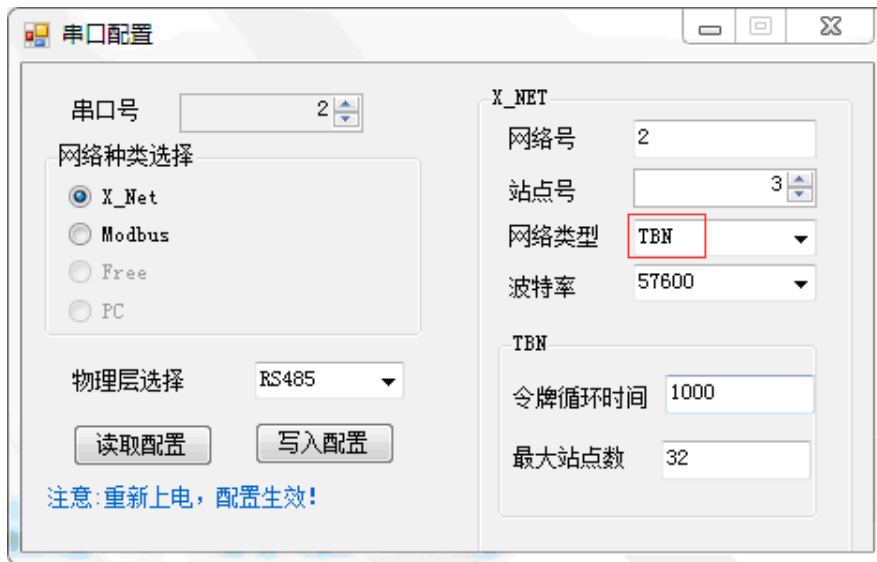 串口配置
串口号 2
网络种类选择
X_Net
Modbus
Free
PC
物理层选择 RS485
读取配置 写入配置
注意:重新上电，配置生效!
X_NET
网络号 2
站点号 3
网络类型 TBN
波特率 57600
TBN
令牌循环时间 1000
最大站点数 32